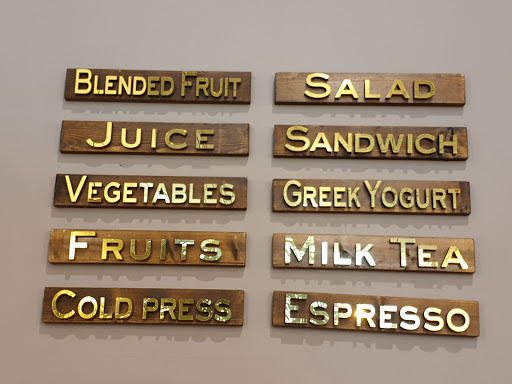 BLENDED FRUIT
JUICE
VEGETABLES
FRUITS
COLD PRESS
SALAD
SANDWICH
GREEK YOGURT
MILK TEA
ESPRESSO